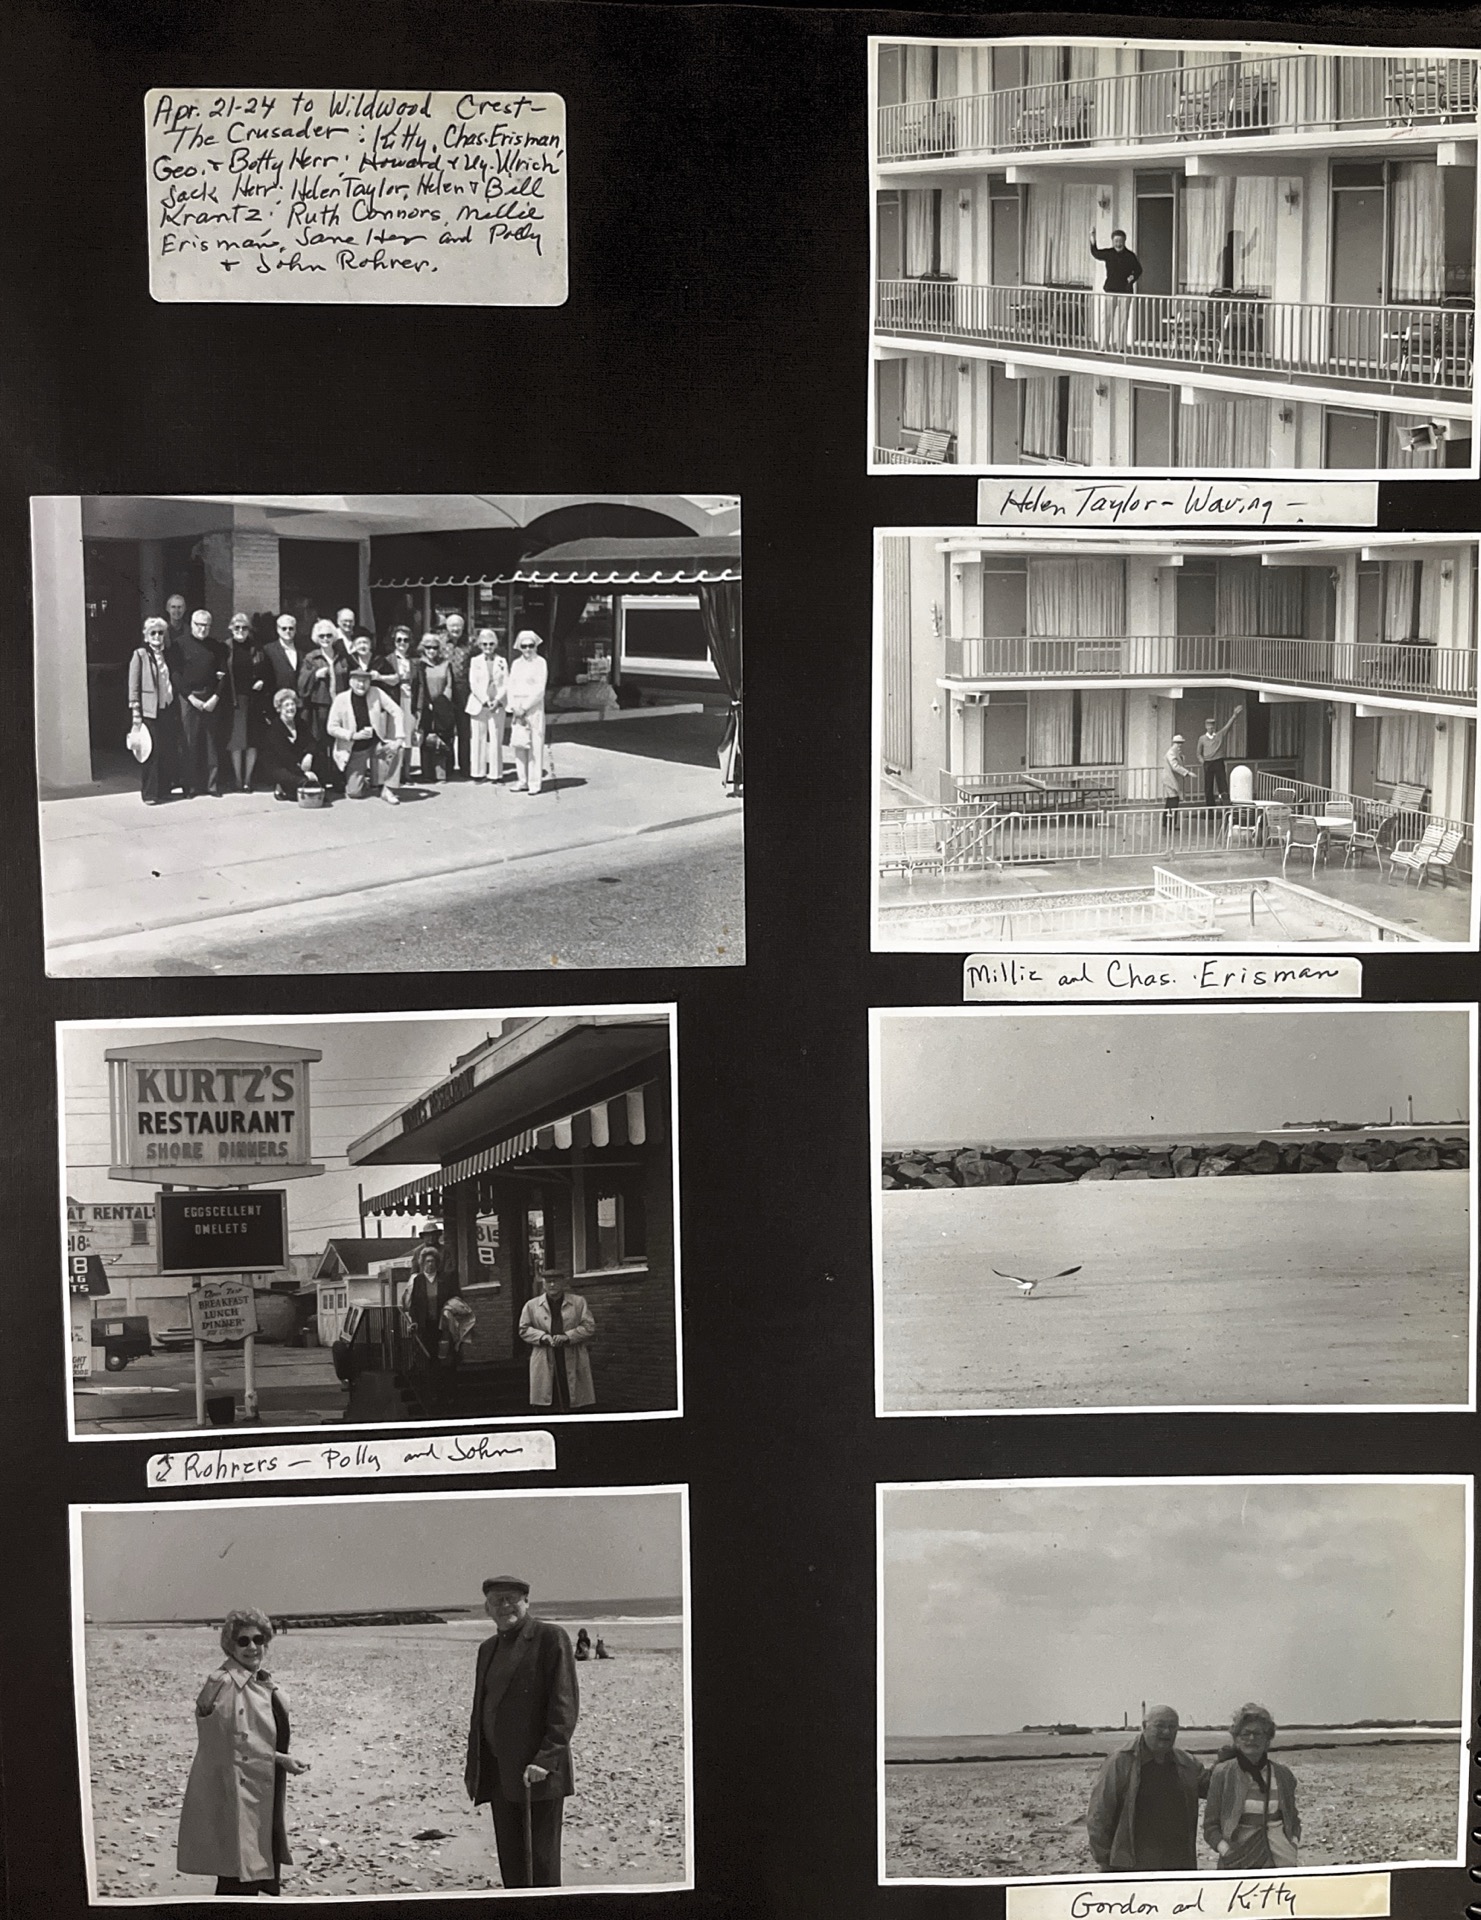 Apr. 21-24 to Wildwood Crest-
The Crusader: Kitty, Chas. Erisman,
Geo. & Betty Herr; Howard & Ulrich
Jack Herr; Helen Taylor, Helen & Bill
Krantz; Ruth Connors, Millie
Erisman, Jane Herr and Polly
& John Rohrer.
Helen Taylor - Waving -
Millie and Chas. Erisman
KURTZ'S
RESTAURANT
SHORE DINNERS
EGGSCELLENT
OMELETS
BREAKFAST
LUNCH
DINNER
AT RENTALS
8
↕ Rohrers - Polly and John
Gordon and Kitty